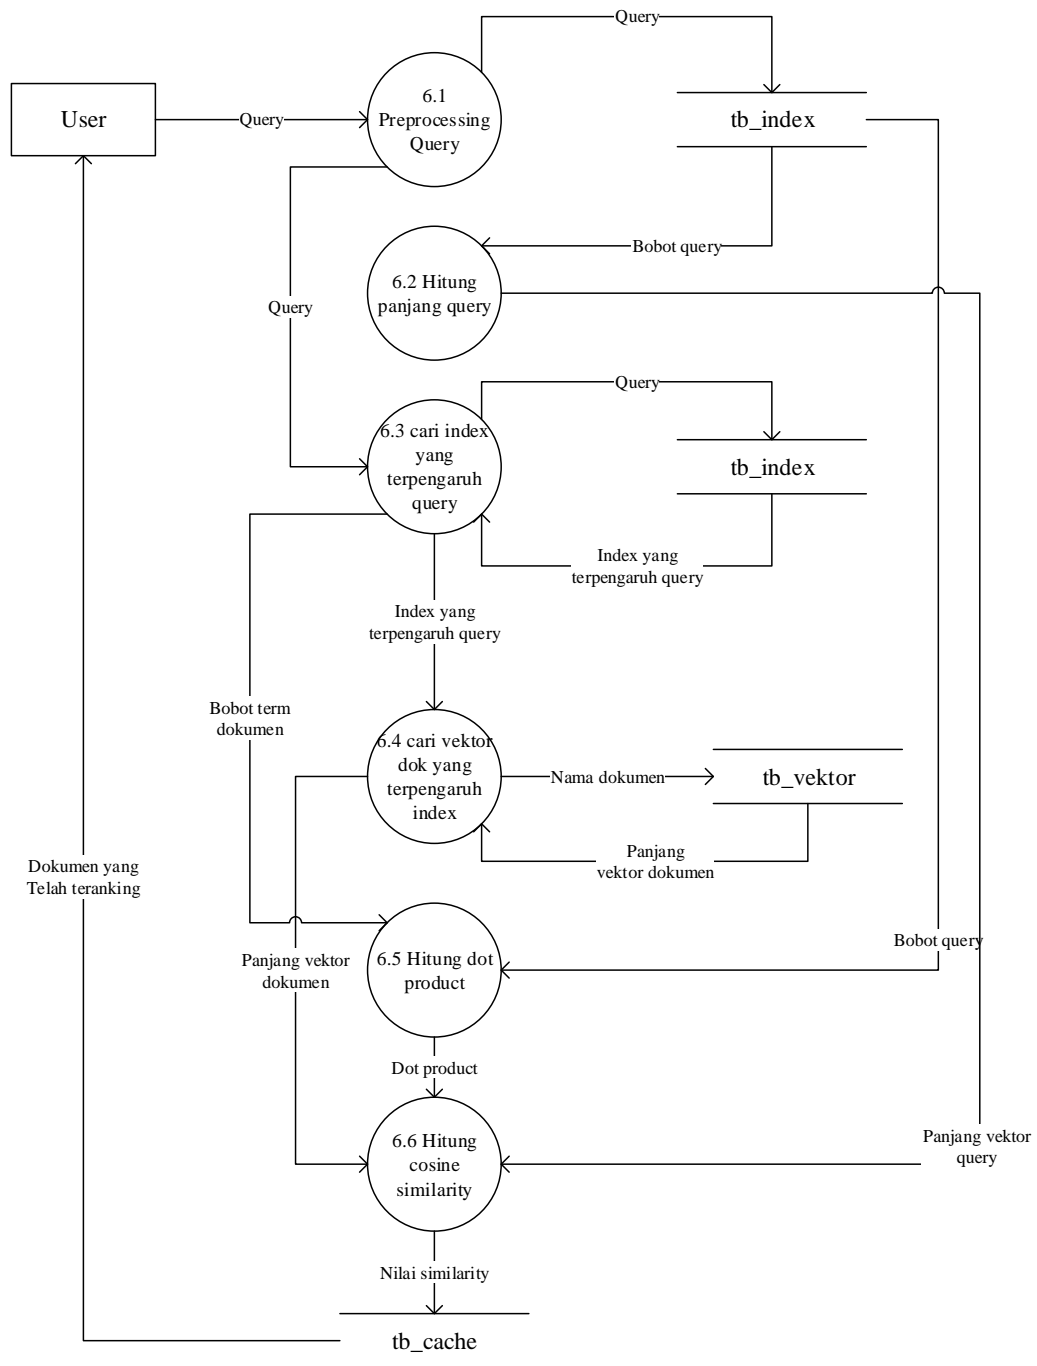 Query
User
Query
6.1
Preprocessing
Query
tb_index
Bobot query
6.2 Hitung
panjang query
Query
Query
6.3 cari index
yang
terpengaruh
query
tb_index
Index yang
terpengaruh query
Index yang
terpengaruh query
Bobot term
dokumen
6.4 cari vektor
dok yang
terpengaruh
index
Nama dokumen
tb_vektor
Panjang
vektor dokumen
Dokumen yang
Telah teranking
Bobot query
Panjang vektor
dokumen
6.5 Hitung dot
product
Dot product
6.6 Hitung
cosine
similarity
Panjang vektor
query
Nilai similarity
tb_cache